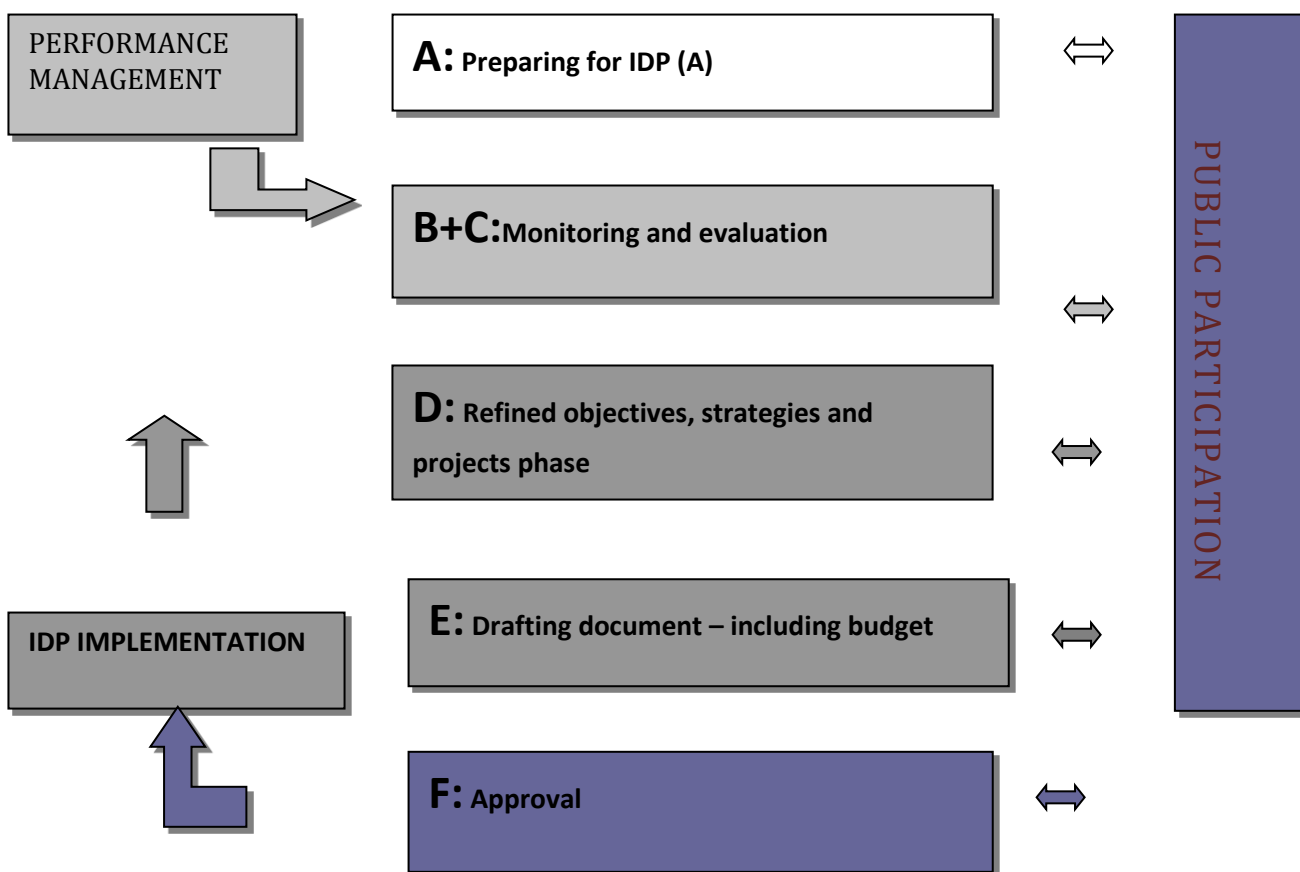 PERFORMANCE
MANAGEMENT
A: Preparing for IDP (A)
B+C:Monitoring and evaluation
D: Refined objectives, strategies and
projects phase
E: Drafting document – including budget
IDP IMPLEMENTATION
F: Approval
PUBLIC PARTICIPATION